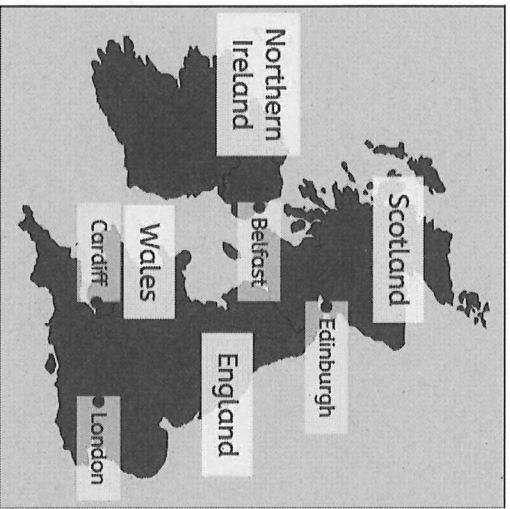 Scotland
Edinburgh
Northern
Ireland
Belfast
England
Wales
Cardiff
London